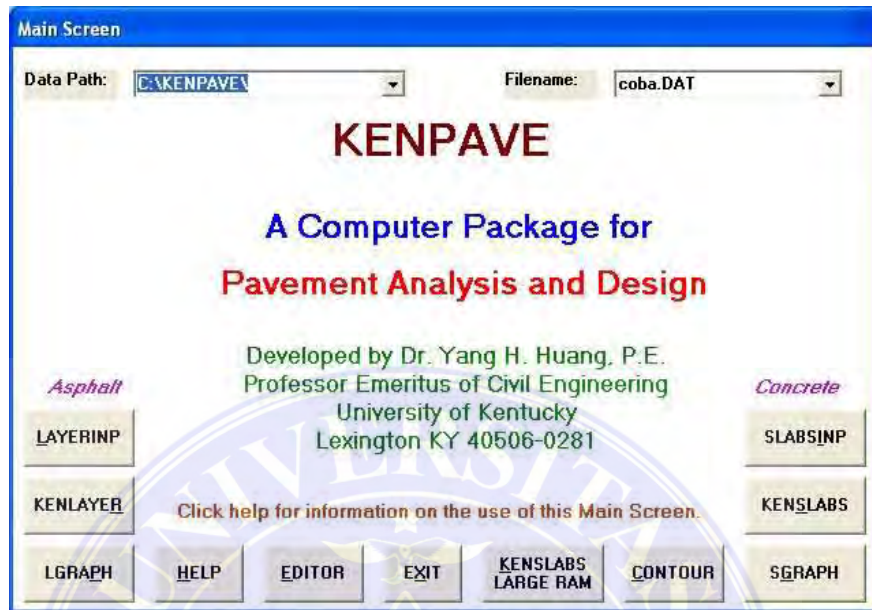 Main Screen
Data Path: C:\KENPAVE\ Filename: coba.DAT
KENPAVE
A Computer Package for
Pavement Analysis and Design
Developed by Dr. Yang H. Huang, P.E.
Professor Emeritus of Civil Engineering
University of Kentucky
Lexington KY 40506-0281
Asphalt
Concrete
LAYERINP
SLABSINP
KENLAYER
Click help for information on the use of this Main Screen.
KENSLABS
LGRAPH
HELP
EDITOR
EXIT
KENSLABS
LARGE RAM
CONTOUR
SGRAPH
UNIVERSITA